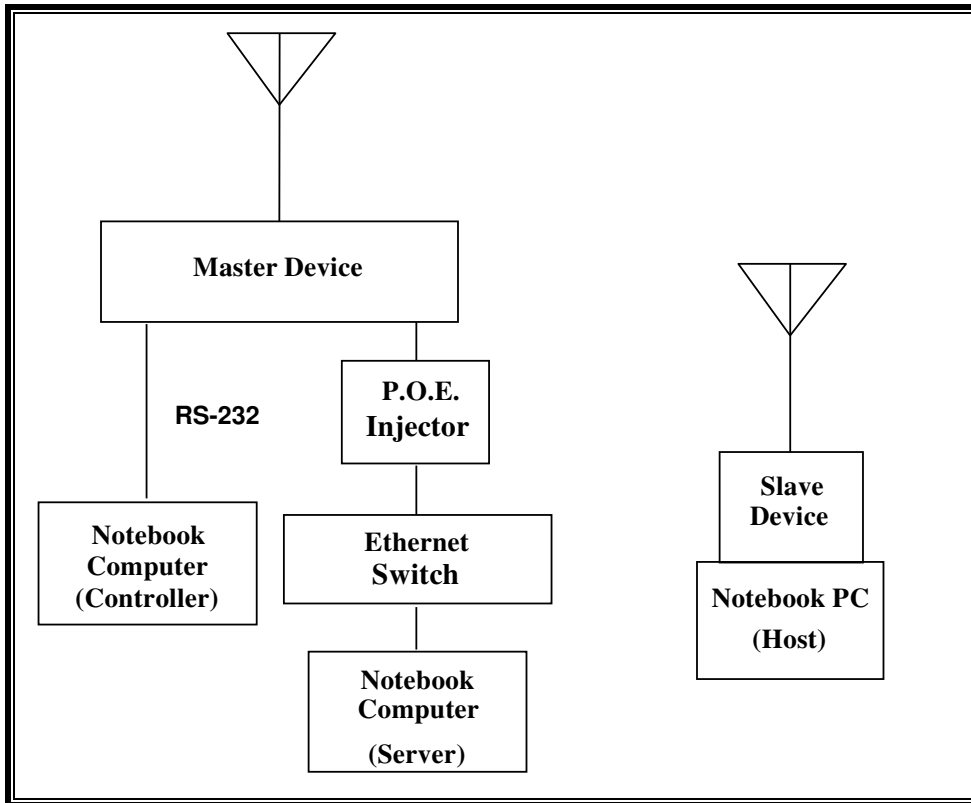 Master Device
RS-232
P.O.E.
Injector
Notebook
Computer
(Controller)
Ethernet
Switch
Notebook
Computer
(Server)
Slave
Device
Notebook PC
(Host)